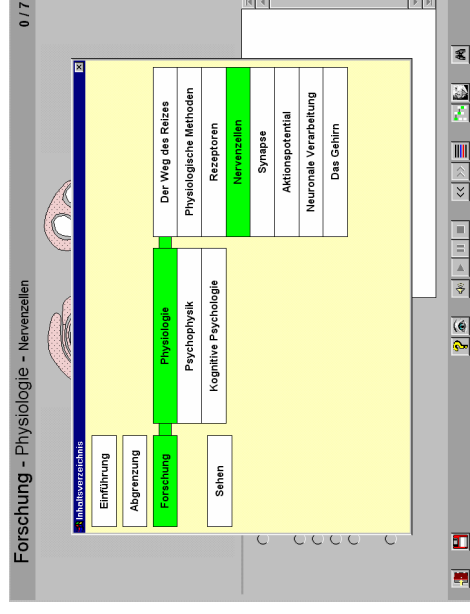 Forschung - Physiologie - Nervenzellen
0 / 7
Inhaltsverzeichnis
Einführung
Abgrenzung
Forschung
Sehen
Physiologie
Psychophysik
Kognitive Psychologie
Der Weg des Reizes
Physiologische Methoden
Rezeptoren
Nervenzellen
Synapse
Aktionspotential
Neuronale Verarbeitung
Das Gehirn